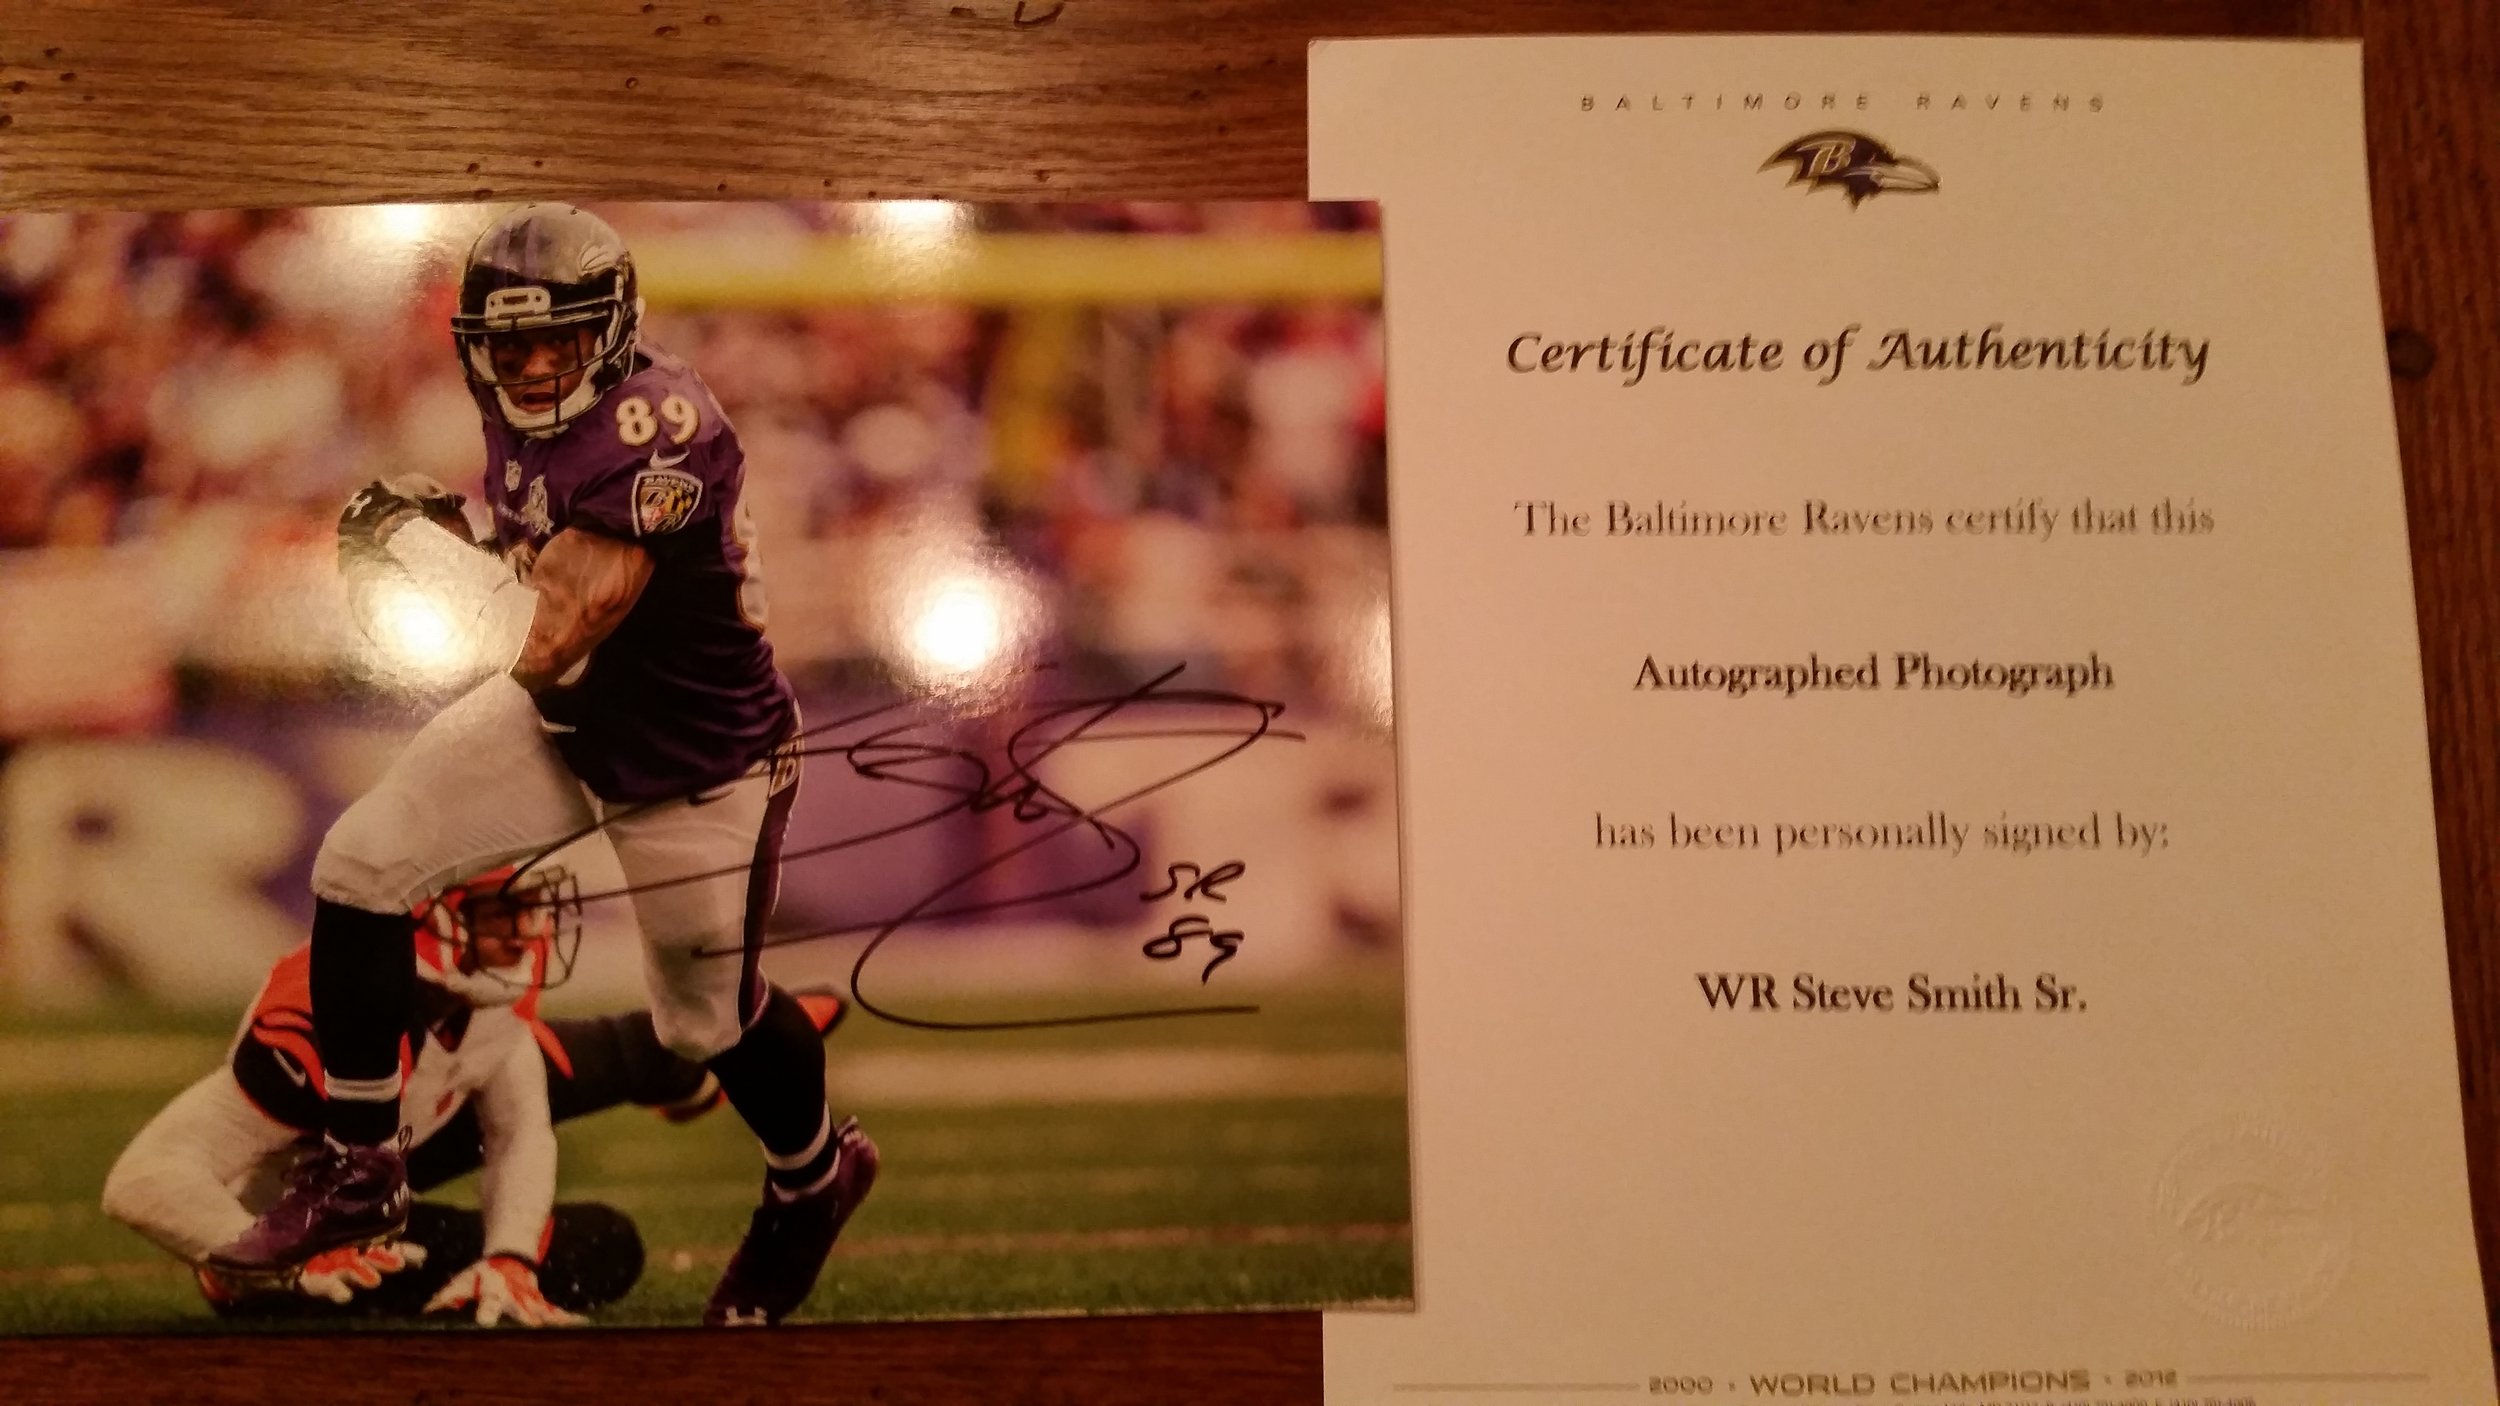 89
RAVENS
B
R
SR
89
BALTIMORE RAVENS
B
Certificate of Authenticity
The Baltimore Ravens certify that this
Autographed Photograph
has been personally signed by:
WR Steve Smith Sr.
2000 • WORLD CHAMPIONS • 2012